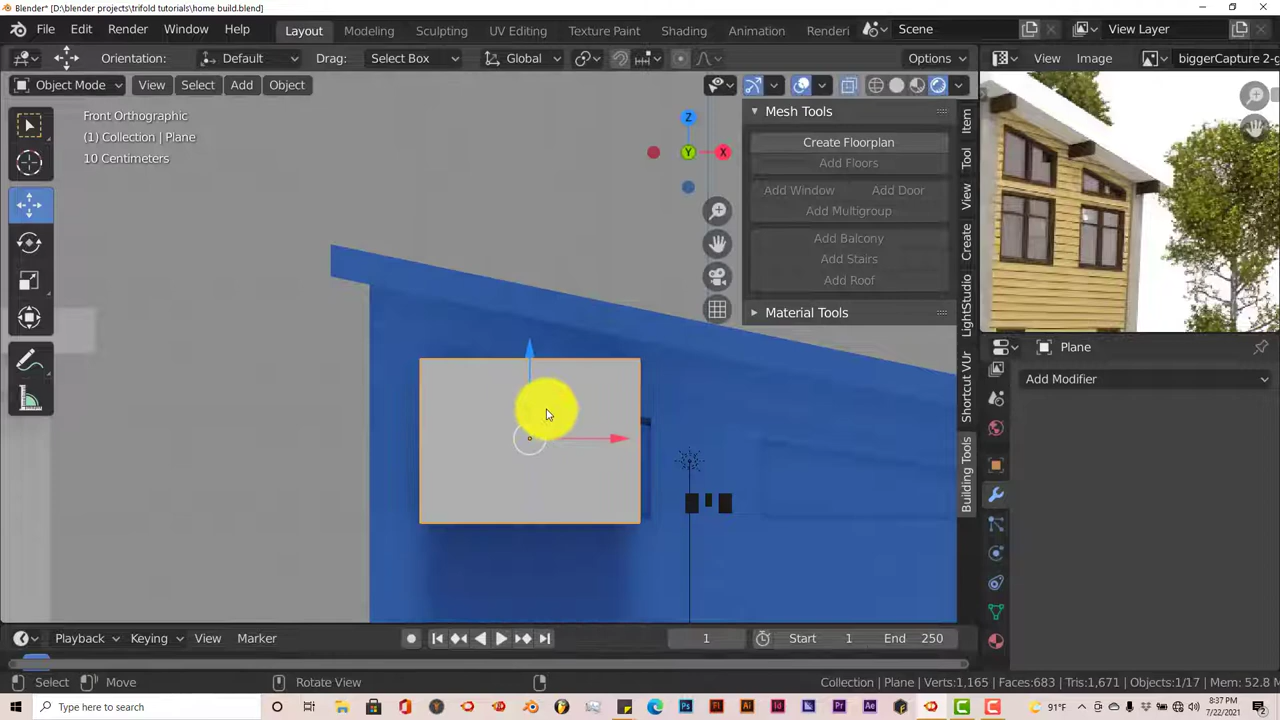 Blender* [D:\blender projects\trifold tutorials\home build.blend]
File Edit Render Window Help Layout Modeling Sculpting UV Editing Texture Paint Shading Animation Renderi Scene View Layer
Orientation: Default Drag: Select Box Global Options View Image biggerCapture 2-g
Object Mode View Select Add Object
Front Orthographic
(1) Collection | Plane
10 Centimeters
Z
Y
X
Mesh Tools
Create Floorplan
Add Floors
Add Window Add Door
Add Multigroup
Add Balcony
Add Stairs
Add Roof
Material Tools
Item
Tool
View
Create
LightStudio
Shortcut VUr
Building Tools
Plane
Add Modifier
Playback Keying View Marker 1 Start 1 End 250
Select Move Rotate View Collection | Plane | Verts:1,165 | Faces:683 | Tris:1,671 | Objects:1/17 | Mem: 52.8 M
Type here to search 91°F 8:37 PM
7/22/2021